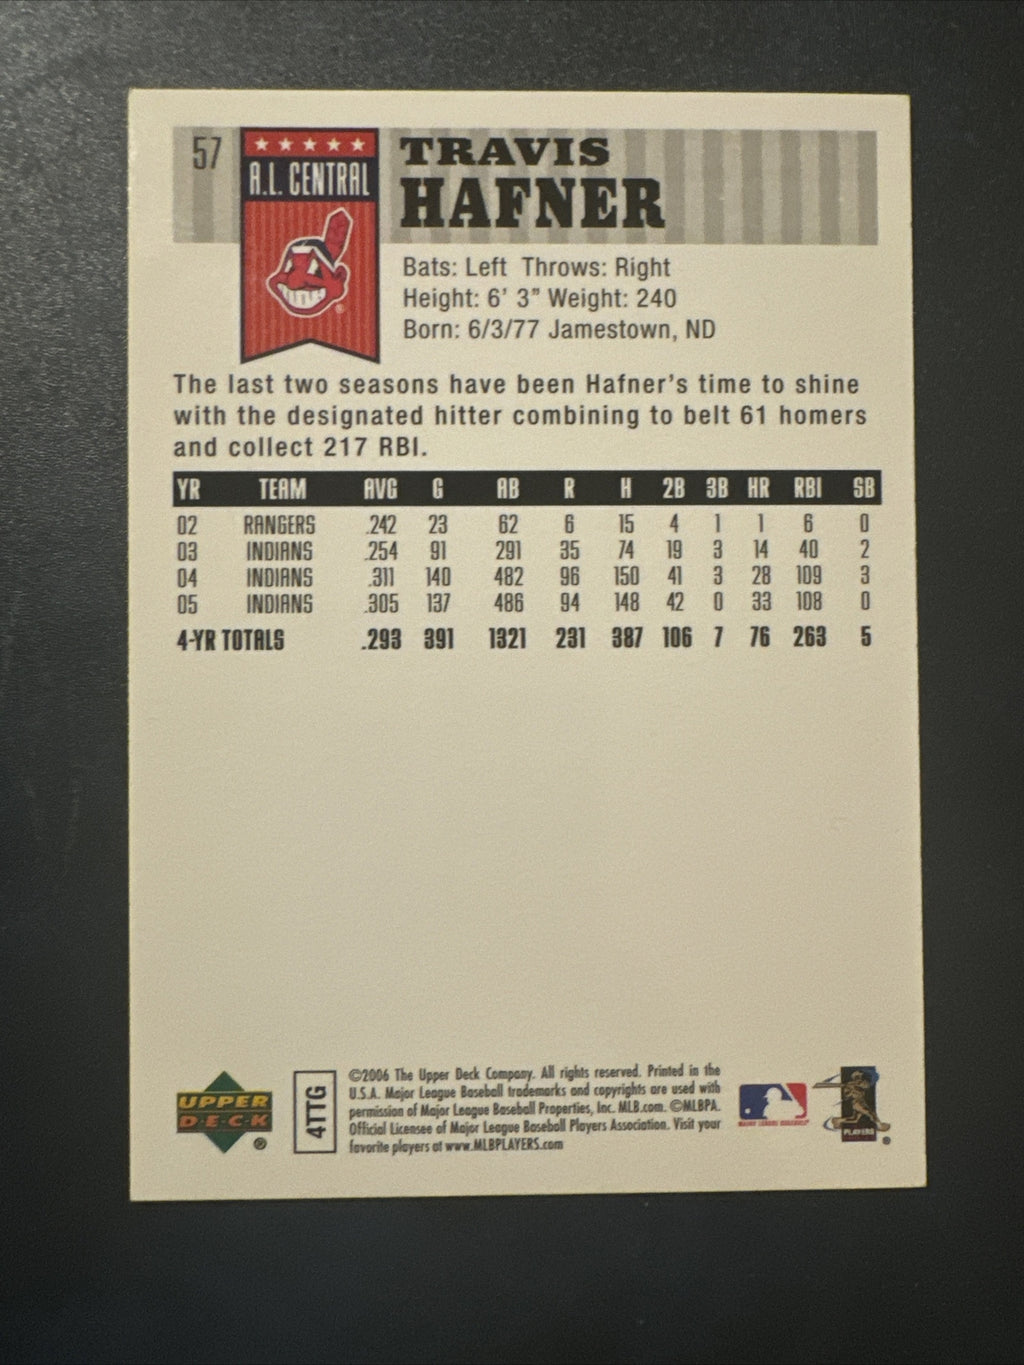 57
A.L. CENTRAL
TRAVIS
HAFNER
Bats: Left Throws: Right
Height: 6' 3" Weight: 240
Born: 6/3/77 Jamestown, ND
The last two seasons have been Hafner's time to shine
with the designated hitter combining to belt 61 homers
and collect 217 RBI.
YR TEAM AVG G AB R H 2B 3B HR RBI SB
02 RANGERS .242 23 62 6 15 4 1 1 6 0
03 INDIANS .254 91 291 35 74 19 3 14 40 2
04 INDIANS .311 140 482 96 150 41 3 28 109 3
05 INDIANS .305 137 486 94 148 42 0 33 108 0
4-YR TOTALS .293 391 1321 231 387 106 7 76 263 5
UPPER
D·E·C·K
®
4TTG
©2006 The Upper Deck Company. All rights reserved. Printed in the
U.S.A. Major League Baseball trademarks and copyrights are used with
permission of Major League Baseball Properties, Inc. MLB.com. ©MLBPA.
Official Licensee of Major League Baseball Players Association. Visit your
favorite players at www.MLBPLAYERS.com
MAJOR LEAGUE BASEBALL
PLAYERS
®